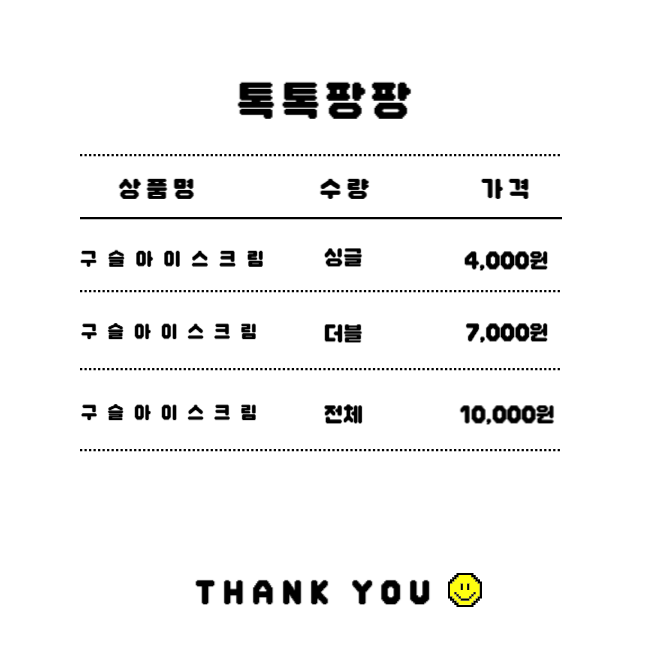 톡톡팡팡
상품명 수량 가격
구슬아이스크림 싱글 4,000원
구슬아이스크림 더블 7,000원
구슬아이스크림 전체 10,000원
THANK YOU